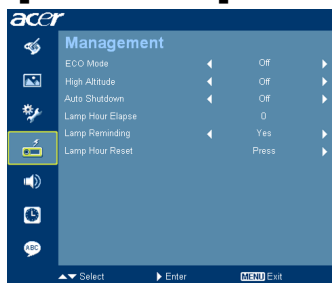 acer
Management
ECO Mode Off
High Altitude Off
Auto Shutdown Off
Lamp Hour Elapse 0
Lamp Reminding Yes
Lamp Hour Reset Press
ABC
Select Enter MENU Exit